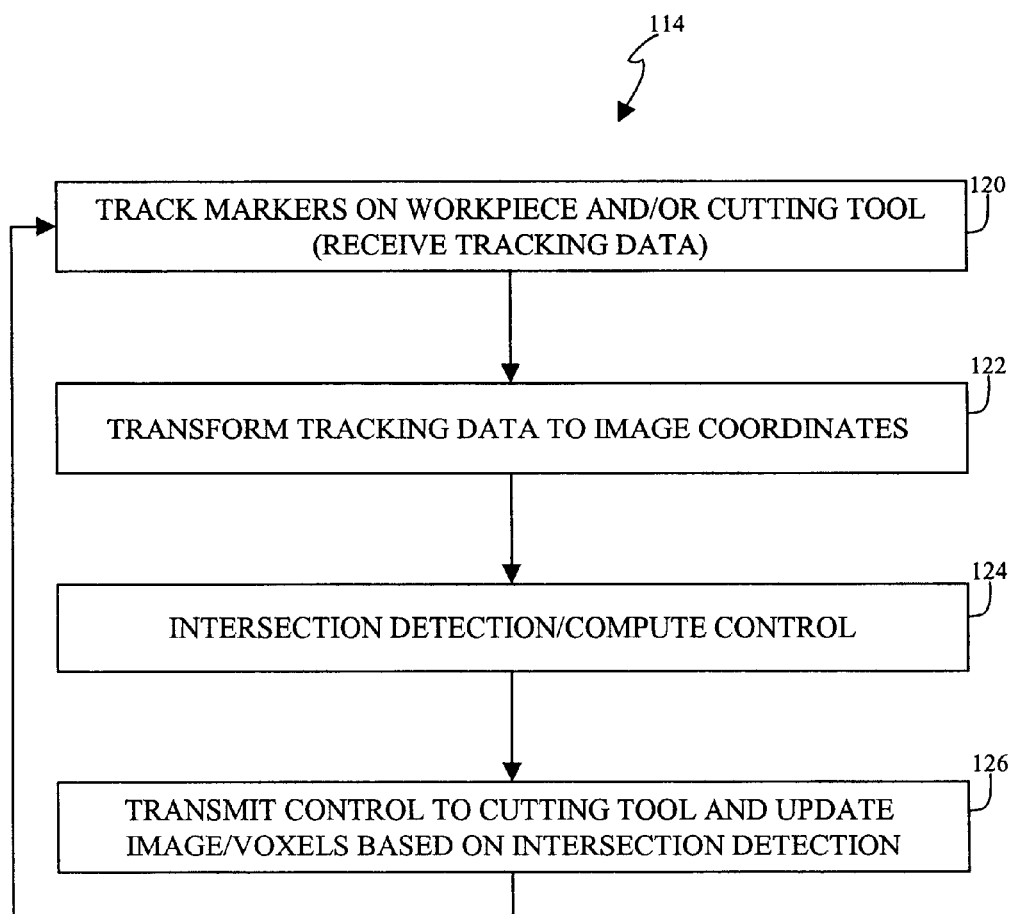 114
120
TRACK MARKERS ON WORKPIECE AND/OR CUTTING TOOL
(RECEIVE TRACKING DATA)
122
TRANSFORM TRACKING DATA TO IMAGE COORDINATES
124
INTERSECTION DETECTION/COMPUTE CONTROL
126
TRANSMIT CONTROL TO CUTTING TOOL AND UPDATE
IMAGE/VOXELS BASED ON INTERSECTION DETECTION